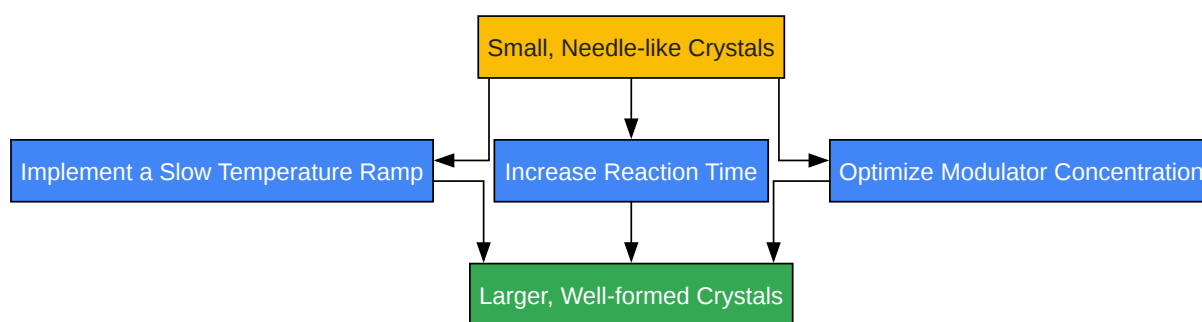 Small, Needle-like Crystals
Implement a Slow Temperature Ramp
Increase Reaction Time
Optimize Modulator Concentration
Larger, Well-formed Crystals